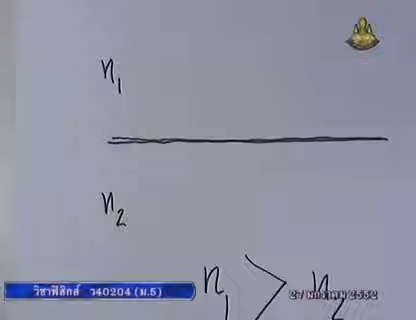 n₁
n₂
วิชาฟิสิกส์ ว40204 (ม.5)
n₁ > n₂
27 มกราคม 2552